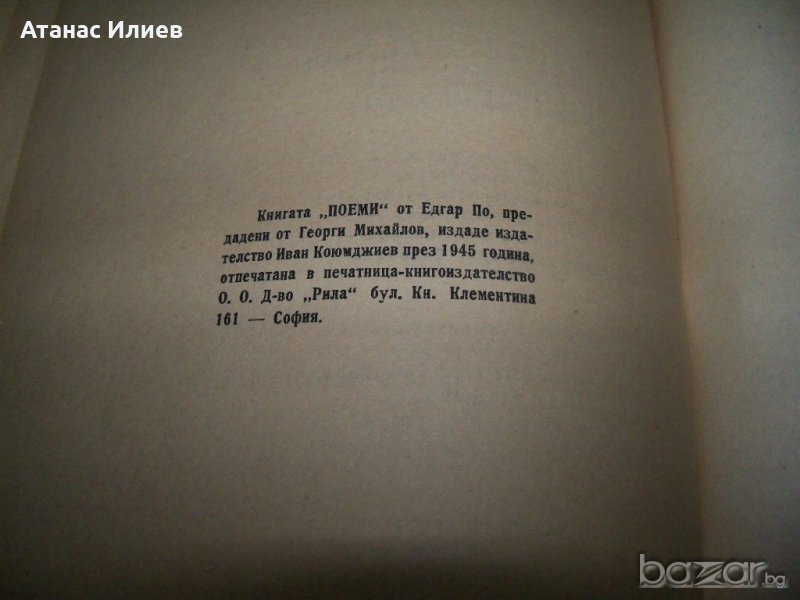 Атанас Илиев
Книгата „ПОЕМИ“ от Едгар По, пре-
дадени от Георги Михайлов, издаде изда-
телство Иван Коюмджиев през 1945 година,
отпечатана в печатница-книгоиздателство
О. О. Д-во „Рила“ бул. Кн. Клементина
161 — София.
bazar.bg